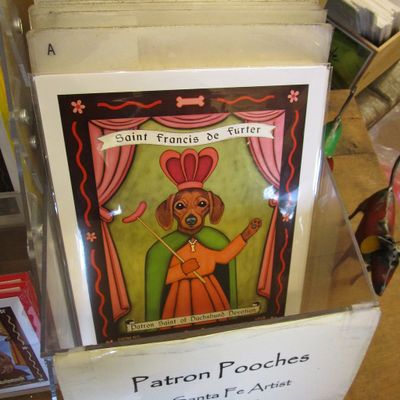 A
Saint Francis de Furter
Patron Saint of Dachshund Devotion
Patron Pooches
Santa Fe Artist